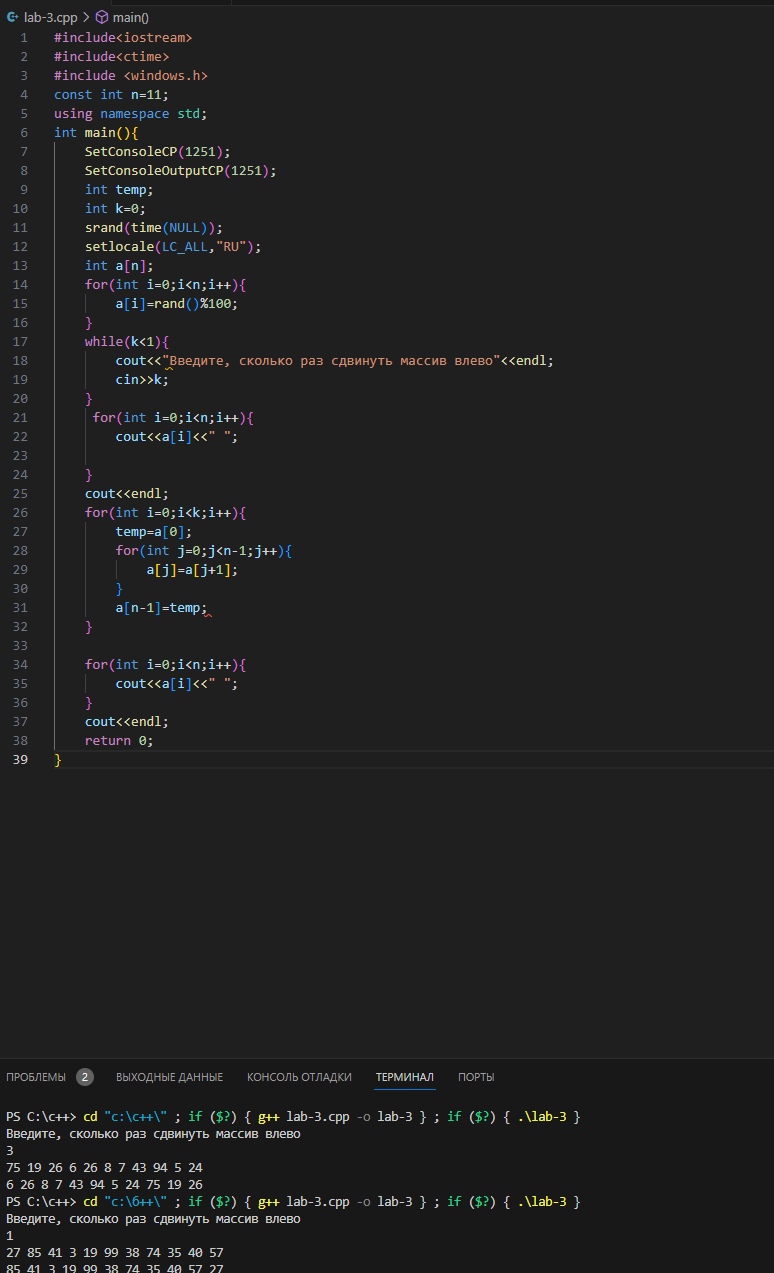 lab-3.cpp > main()
1 #include<iostream>
2 #include<ctime>
3 #include <windows.h>
4 const int n=11;
5 using namespace std;
6 int main(){
7 SetConsoleCP(1251);
8 SetConsoleOutputCP(1251);
9 int temp;
10 int k=0;
11 srand(time(NULL));
12 setlocale(LC_ALL,"RU");
13 int a[n];
14 for(int i=0;i<n;i++){
15 a[i]=rand()%100;
16 }
17 while(k<1){
18 cout<<"Введите, сколько раз сдвинуть массив влево"<<endl;
19 cin>>k;
20 }
21 for(int i=0;i<n;i++){
22 cout<<a[i]<<" ";
23
24 }
25 cout<<endl;
26 for(int i=0;i<k;i++){
27 temp=a[0];
28 for(int j=0;j<n-1;j++){
29 a[j]=a[j+1];
30 }
31 a[n-1]=temp;
32 }
33
34 for(int i=0;i<n;i++){
35 cout<<a[i]<<" ";
36 }
37 cout<<endl;
38 return 0;
39 }
ПРОБЛЕМЫ 2 ВЫХОДНЫЕ ДАННЫЕ КОНСОЛЬ ОТЛАДКИ ТЕРМИНАЛ ПОРТЫ
PS C:\c++> cd "c:\c++\" ; if ($?) { g++ lab-3.cpp -o lab-3 } ; if ($?) { .\lab-3 }
Введите, сколько раз сдвинуть массив влево
3
75 19 26 6 26 8 7 43 94 5 24
6 26 8 7 43 94 5 24 75 19 26
PS C:\c++> cd "c:\б++\" ; if ($?) { g++ lab-3.cpp -o lab-3 } ; if ($?) { .\lab-3 }
Введите, сколько раз сдвинуть массив влево
1
27 85 41 3 19 99 38 74 35 40 57
85 41 3 19 99 38 74 35 40 57 27